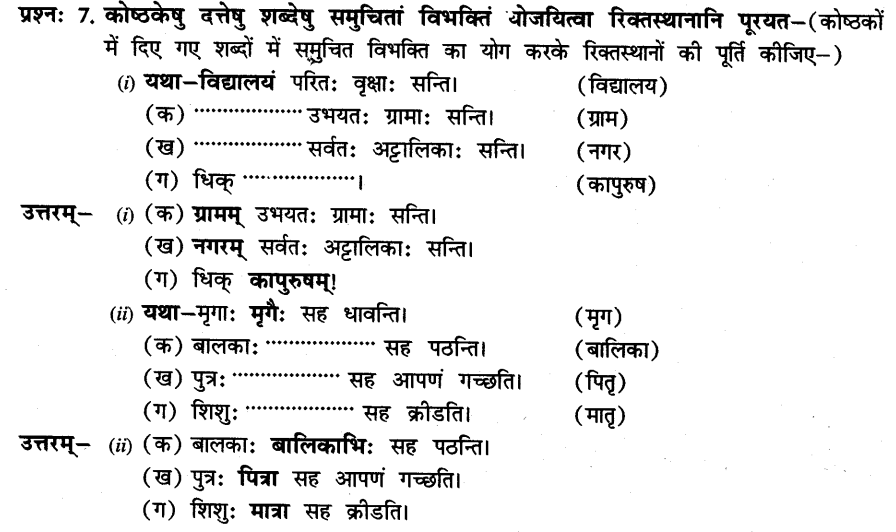 प्रश्नः 7. कोष्ठकेषु दत्तेषु शब्देषु समुचितां विभक्तिं योजयित्वा रिक्तस्थानानि पूरयत–(कोष्ठकों
में दिए गए शब्दों में समुचित विभक्ति का योग करके रिक्तस्थानों की पूर्ति कीजिए–)
(i) यथा–विद्यालयं परितः वृक्षाः सन्ति। (विद्यालय)
(क) ................... उभयतः ग्रामाः सन्ति। (ग्राम)
(ख) ................... सर्वतः अट्टालिकाः सन्ति। (नगर)
(ग) धिक् ...................। (कापुरुष)
उत्तरम्– (i) (क) ग्रामम् उभयतः ग्रामाः सन्ति।
(ख) नगरम् सर्वतः अट्टालिकाः सन्ति।
(ग) धिक् कापुरुषम्!
(ii) यथा–मृगाः मृगैः सह धावन्ति। (मृग)
(क) बालकाः ................... सह पठन्ति। (बालिका)
(ख) पुत्रः ................... सह आपणं गच्छति। (पितृ)
(ग) शिशुः ................... सह क्रीडति। (मातृ)
उत्तरम्– (ii) (क) बालकाः बालिकाभिः सह पठन्ति।
(ख) पुत्रः पित्रा सह आपणं गच्छति।
(ग) शिशुः मात्रा सह क्रीडति।